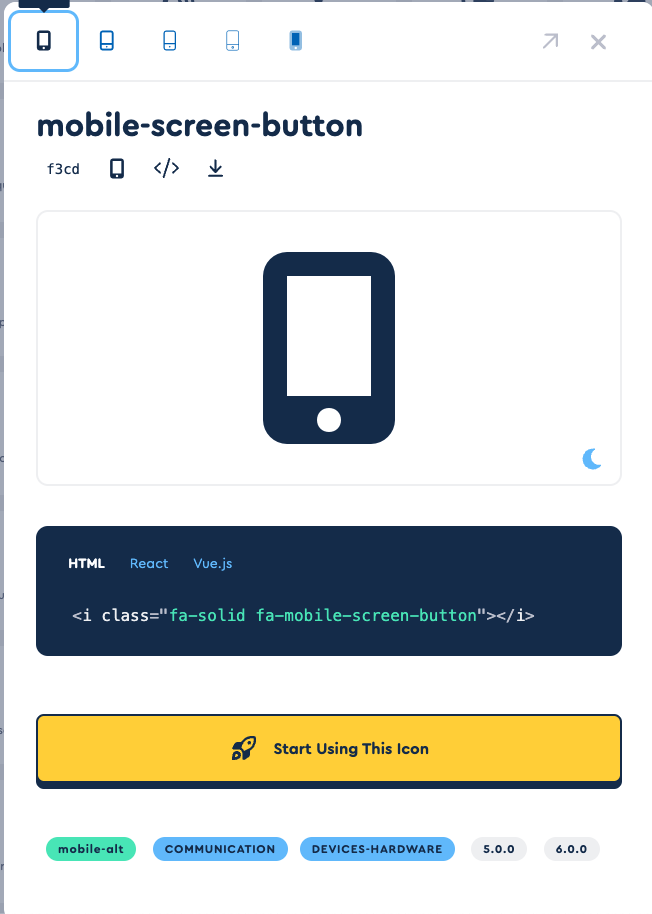 mobile-screen-button
f3cd
HTML React Vue.js
<i class="fa-solid fa-mobile-screen-button"></i>
Start Using This Icon
mobile-alt COMMUNICATION DEVICES-HARDWARE 5.0.0 6.0.0